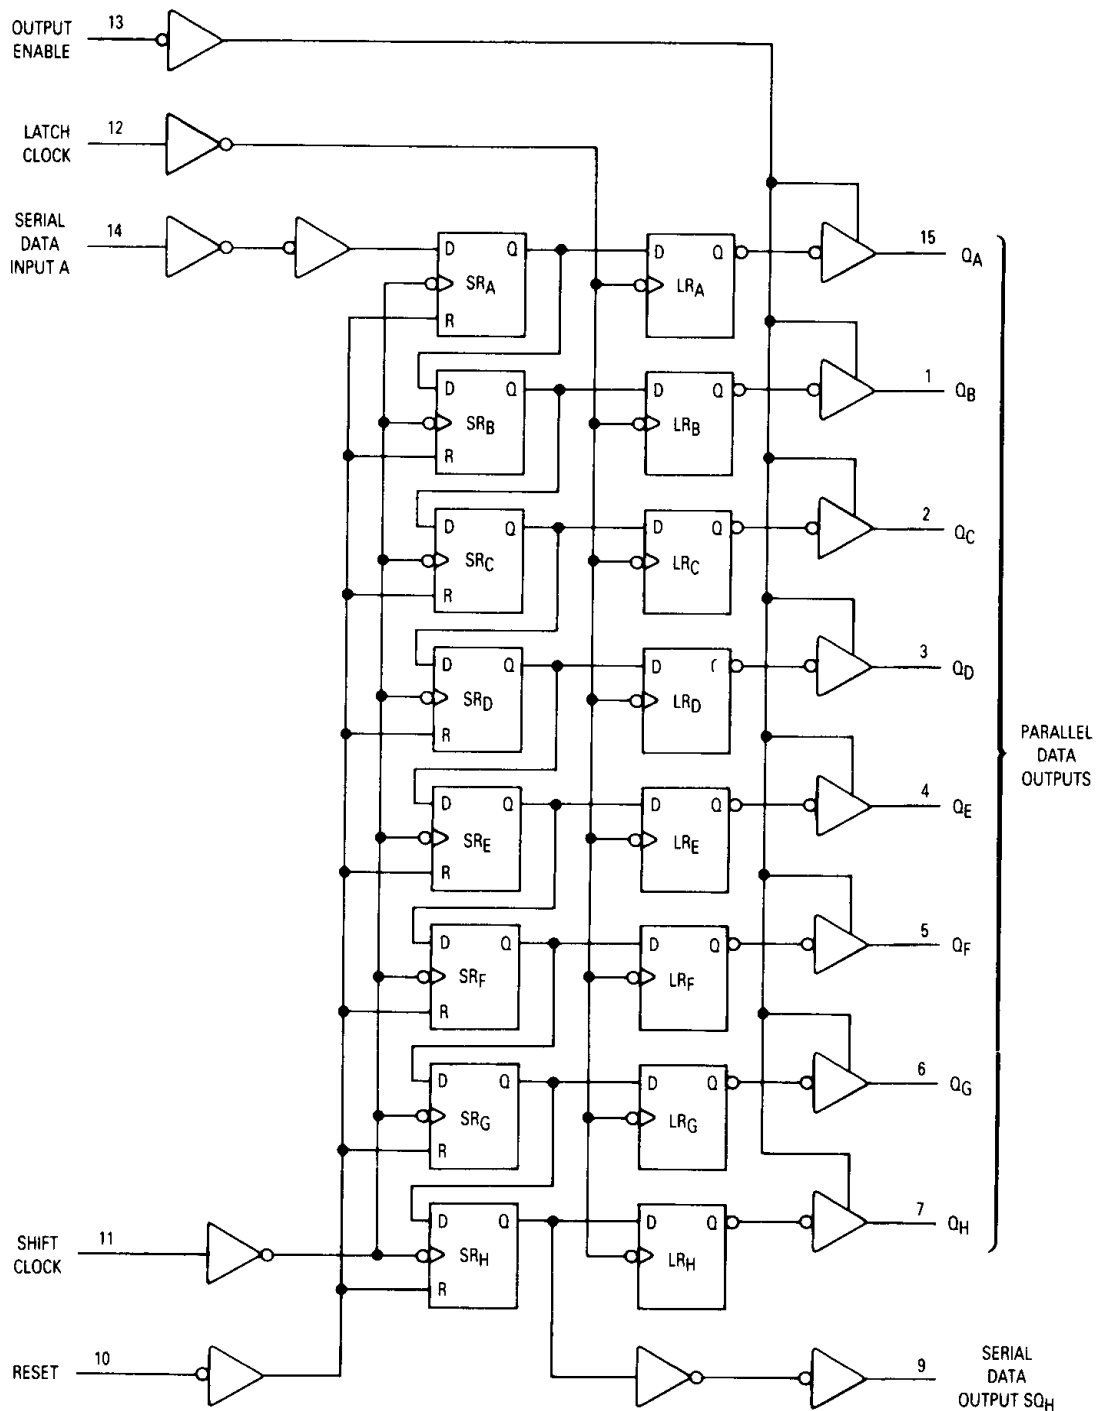 OUTPUT
ENABLE
13
LATCH
CLOCK
12
SERIAL
DATA
INPUT A
14
D Q
SRA
R
D Q
LRA
15
QA
D Q
SRB
R
D Q
LRB
1
QB
D Q
SRC
R
D Q
LRC
2
QC
D Q
SRD
R
D
LRD
3
QD
D Q
SRE
R
D Q
LRE
4
QE
D Q
SRF
R
D Q
LRF
5
QF
D Q
SRG
R
D Q
LRG
6
QG
D Q
SRH
R
D Q
LRH
7
QH
PARALLEL
DATA
OUTPUTS
SHIFT
CLOCK
11
RESET
10
9
SERIAL
DATA
OUTPUT SQH